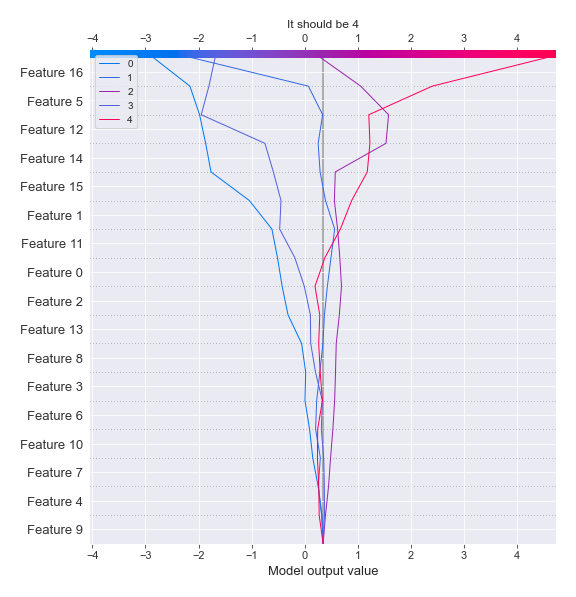 It should be 4
−4 −3 −2 −1 0 1 2 3 4
0
1
2
3
4
Feature 16
Feature 5
Feature 12
Feature 14
Feature 15
Feature 1
Feature 11
Feature 0
Feature 2
Feature 13
Feature 8
Feature 3
Feature 6
Feature 10
Feature 7
Feature 4
Feature 9
−4 −3 −2 −1 0 1 2 3 4
Model output value